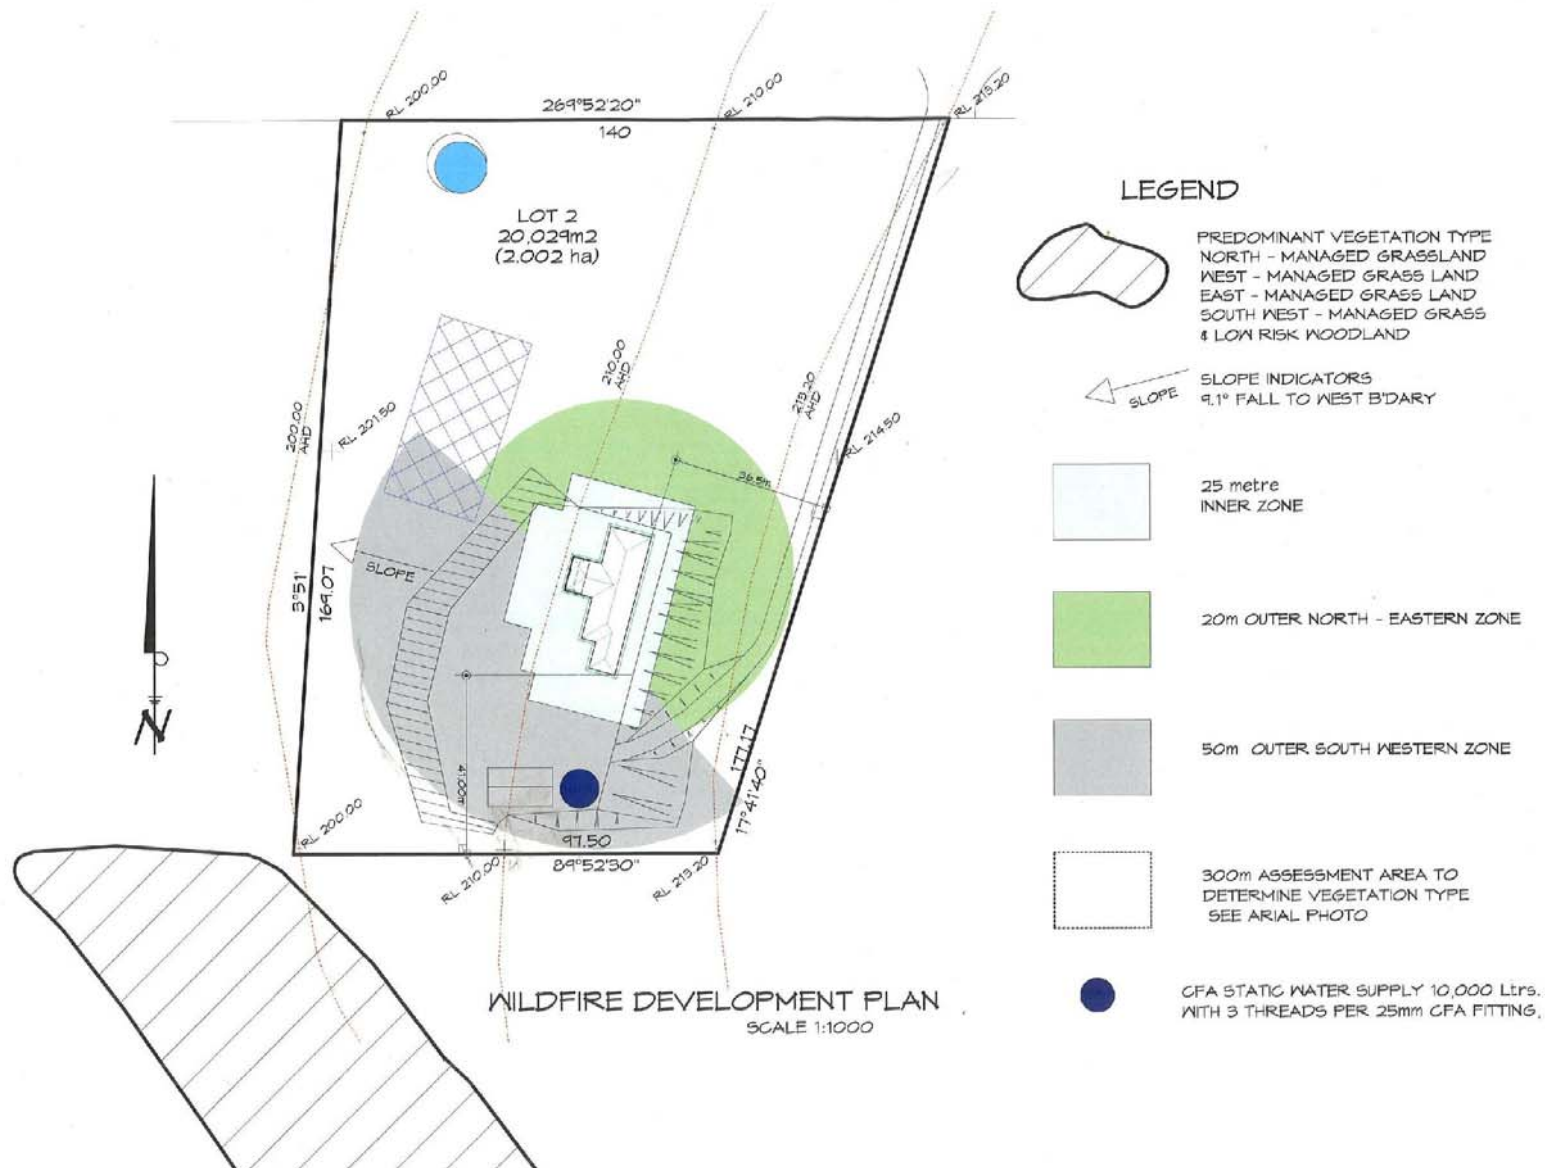 RL 200.00
269°52'20"
140
RL 210.00
RL 213.20
LOT 2
20,029m2
(2.002 ha)
200.00
AHD
RL 201.50
210.00
AHD
213.20
AHD
RL 214.50
36.5m
SLOPE
3°51'
169.07
41.00m
177.17
17°41'40"
97.50
89°52'30"
RL 200.00
RL 210.00
RL 213.20
N
WILDFIRE DEVELOPMENT PLAN
SCALE 1:1000
LEGEND
PREDOMINANT VEGETATION TYPE
NORTH - MANAGED GRASSLAND
WEST - MANAGED GRASS LAND
EAST - MANAGED GRASS LAND
SOUTH WEST - MANAGED GRASS
& LOW RISK WOODLAND
SLOPE
SLOPE INDICATORS
9.1° FALL TO WEST B'DARY
25 metre
INNER ZONE
20m OUTER NORTH - EASTERN ZONE
50m OUTER SOUTH WESTERN ZONE
300m ASSESSMENT AREA TO
DETERMINE VEGETATION TYPE
SEE ARIAL PHOTO
CFA STATIC WATER SUPPLY 10,000 Ltrs.
WITH 3 THREADS PER 25mm CFA FITTING.